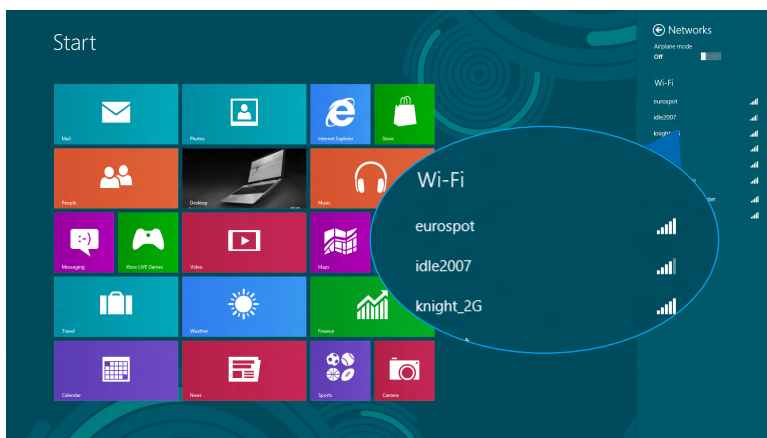 Start
Networks
Airplane mode
Off
Wi-Fi
eurospot
idle2007
Mail
Photos
Internet Explorer
Store
People
Desktop
Music
Messaging
Xbox LIVE Games
Video
Maps
Travel
Weather
Finance
Calendar
News
Sports
Camera
Wi-Fi
eurospot
idle2007
knight_2G